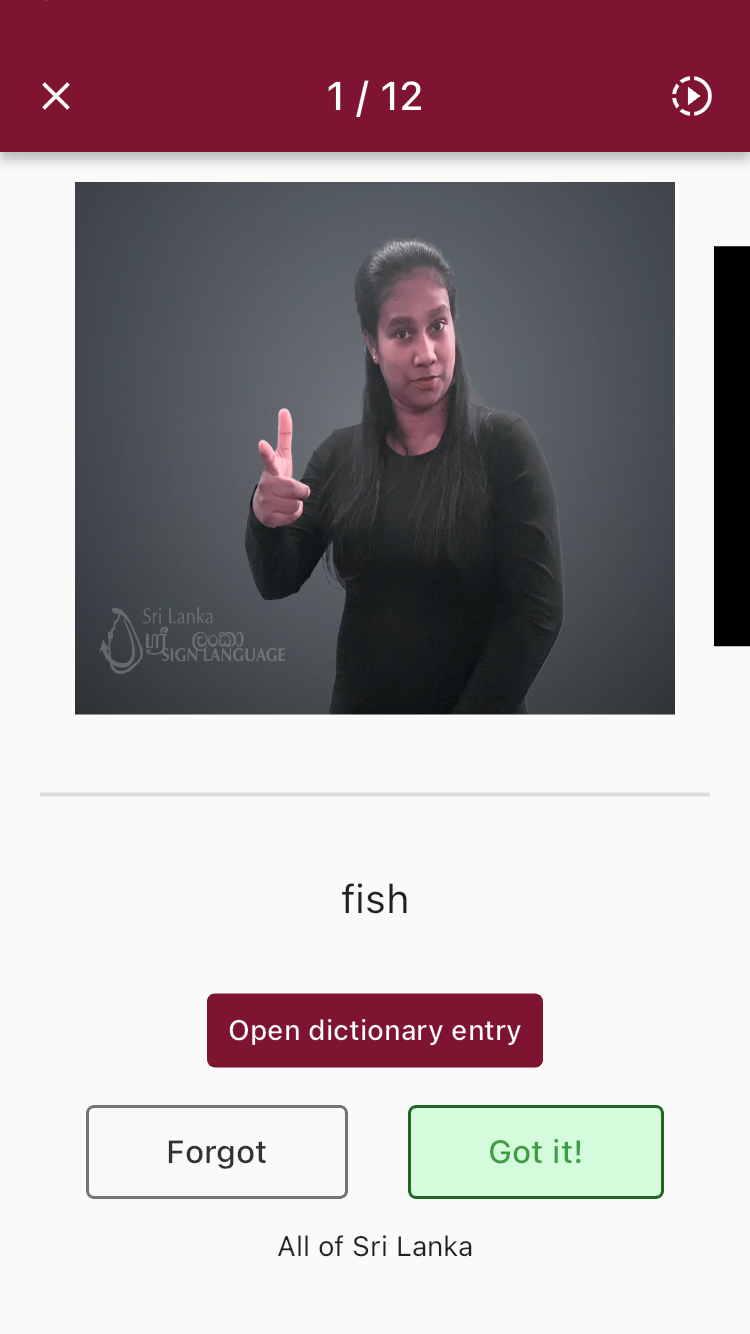 1 / 12
Sri Lanka
ශ්‍රී ලංකා
SIGN LANGUAGE
fish
Open dictionary entry
Forgot
Got it!
All of Sri Lanka